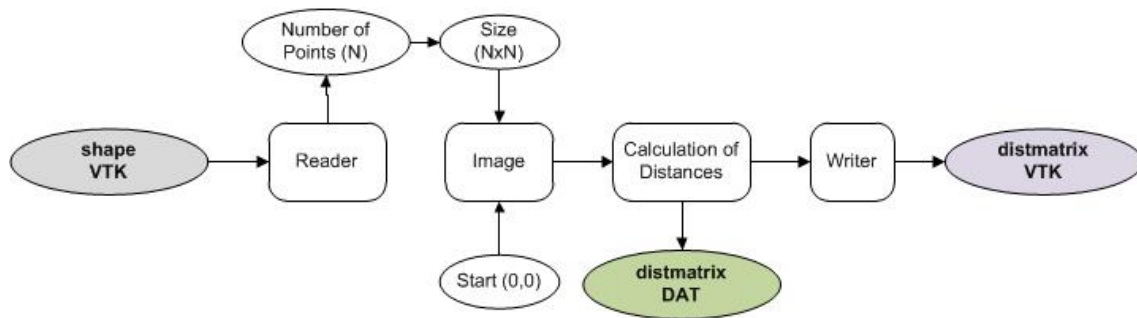 Number of
Points (N)
Size
(NxN)
shape
VTK
Reader
Image
Calculation of
Distances
Writer
distmatrix
VTK
Start (0,0)
distmatrix
DAT